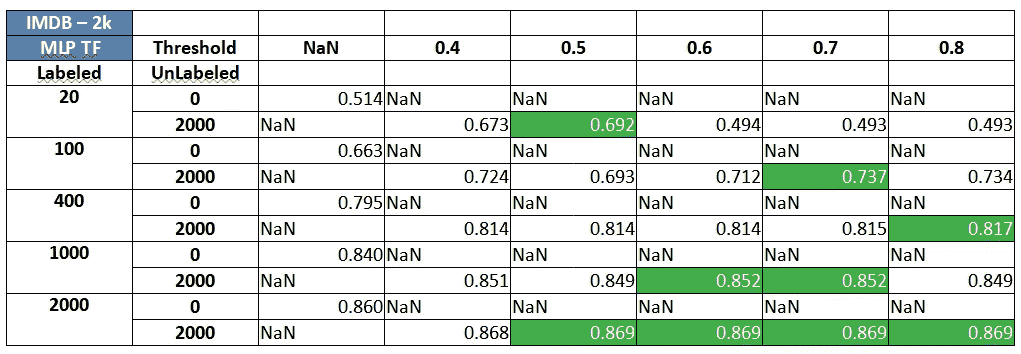 IMDB – 2k
MLP TF Threshold NaN 0.4 0.5 0.6 0.7 0.8
Labeled UnLabeled
20 0 0.514 NaN NaN NaN NaN NaN
2000 NaN 0.673 0.692 0.494 0.493 0.493
100 0 0.663 NaN NaN NaN NaN NaN
2000 NaN 0.724 0.693 0.712 0.737 0.734
400 0 0.795 NaN NaN NaN NaN NaN
2000 NaN 0.814 0.814 0.814 0.815 0.817
1000 0 0.840 NaN NaN NaN NaN NaN
2000 NaN 0.851 0.849 0.852 0.852 0.849
2000 0 0.860 NaN NaN NaN NaN NaN
2000 NaN 0.868 0.869 0.869 0.869 0.869